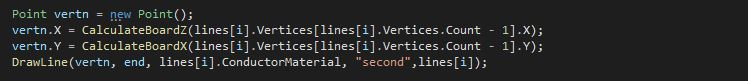 Point vertn = new Point();
vertn.X = CalculateBoardZ(lines[i].Vertices[lines[i].Vertices.Count - 1].X);
vertn.Y = CalculateBoardX(lines[i].Vertices[lines[i].Vertices.Count - 1].Y);
DrawLine(vertn, end, lines[i].ConductorMaterial, "second",lines[i]);